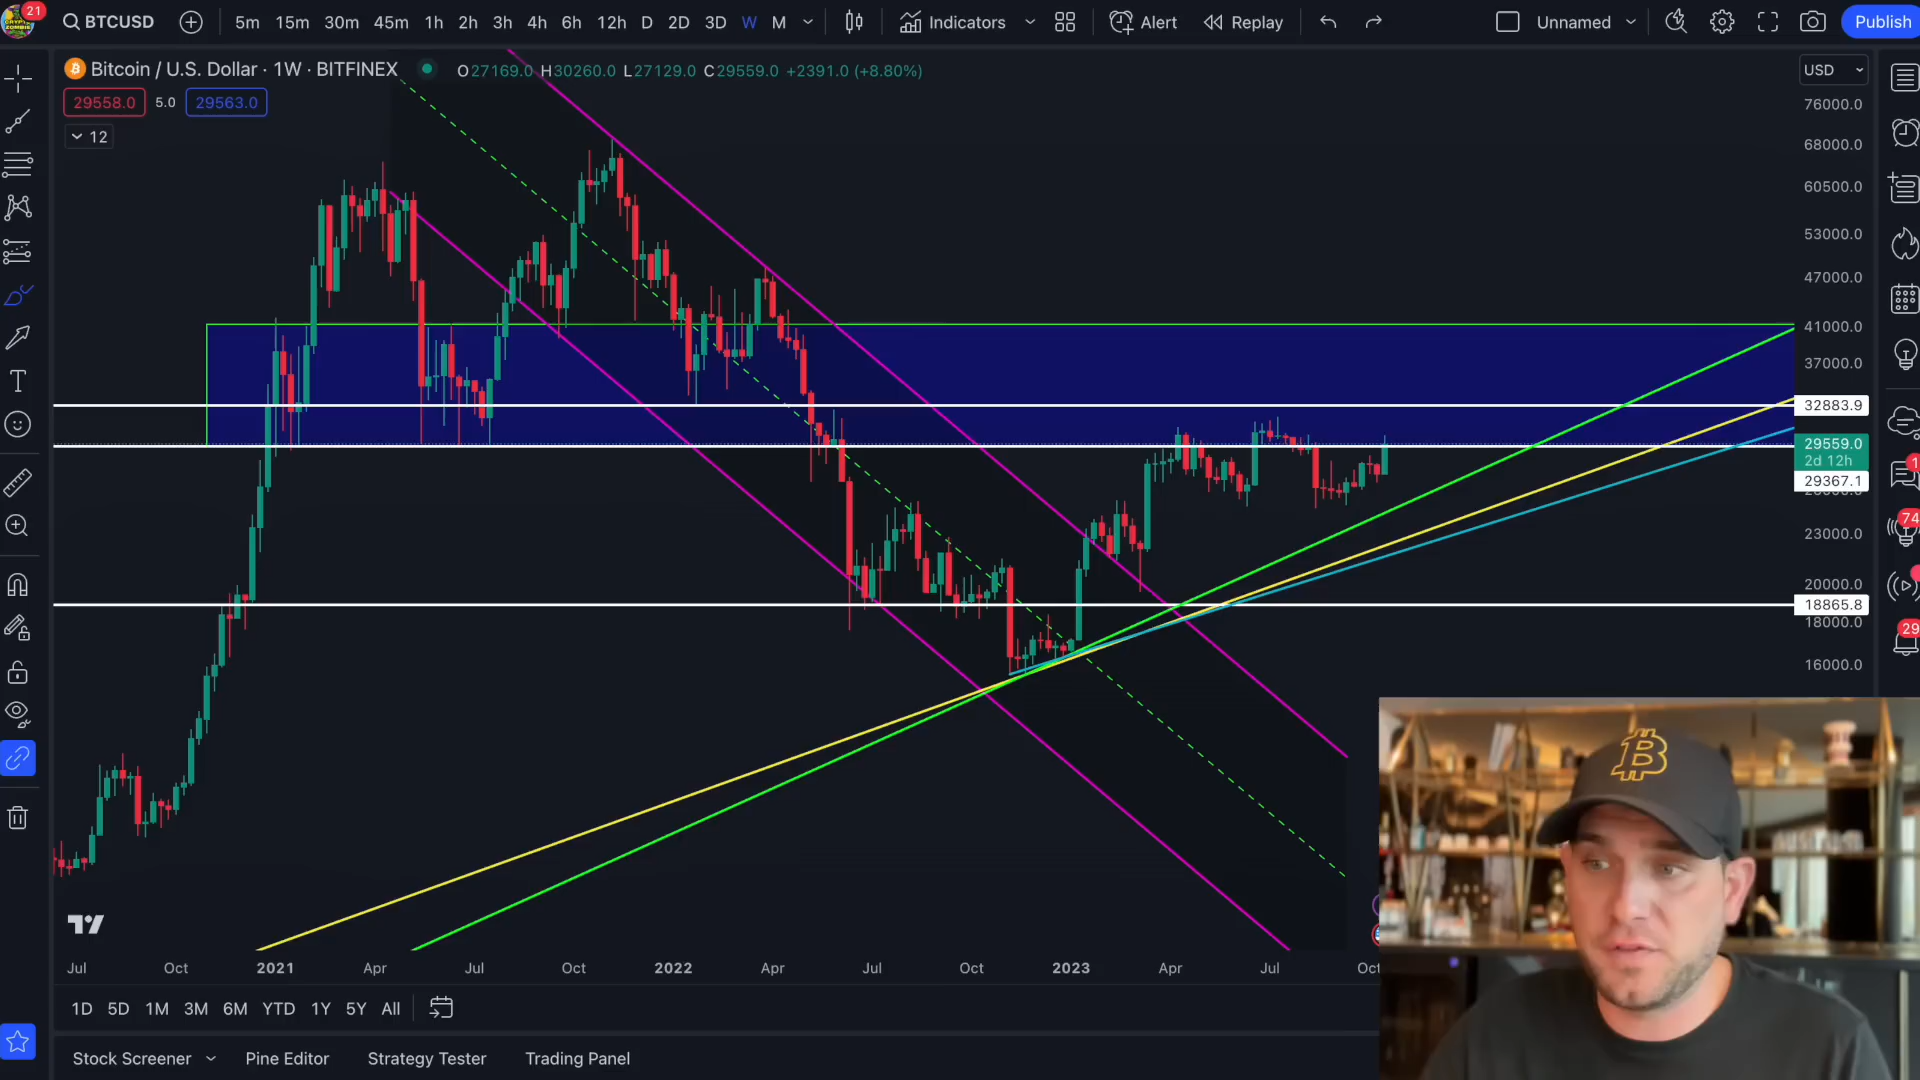 21 BTCUSD 5m 15m 30m 45m 1h 2h 3h 4h 6h 12h D 2D 3D W M Indicators Alert Replay Unnamed Publish
Bitcoin / U.S. Dollar · 1W · BITFINEX O27169.0 H30260.0 L27129.0 C29559.0 +2391.0 (+8.80%)
USD
29558.0 5.0 29563.0
12
76000.0
68000.0
60500.0
53000.0
47000.0
41000.0
37000.0
32883.9
29559.0
2d 12h
29367.1
23000.0
20000.0
18865.8
18000.0
16000.0
74
29
B
Jul Oct 2021 Apr Jul Oct 2022 Apr Jul Oct 2023 Apr Jul Oct
1D 5D 1M 3M 6M YTD 1Y 5Y All
Stock Screener Pine Editor Strategy Tester Trading Panel